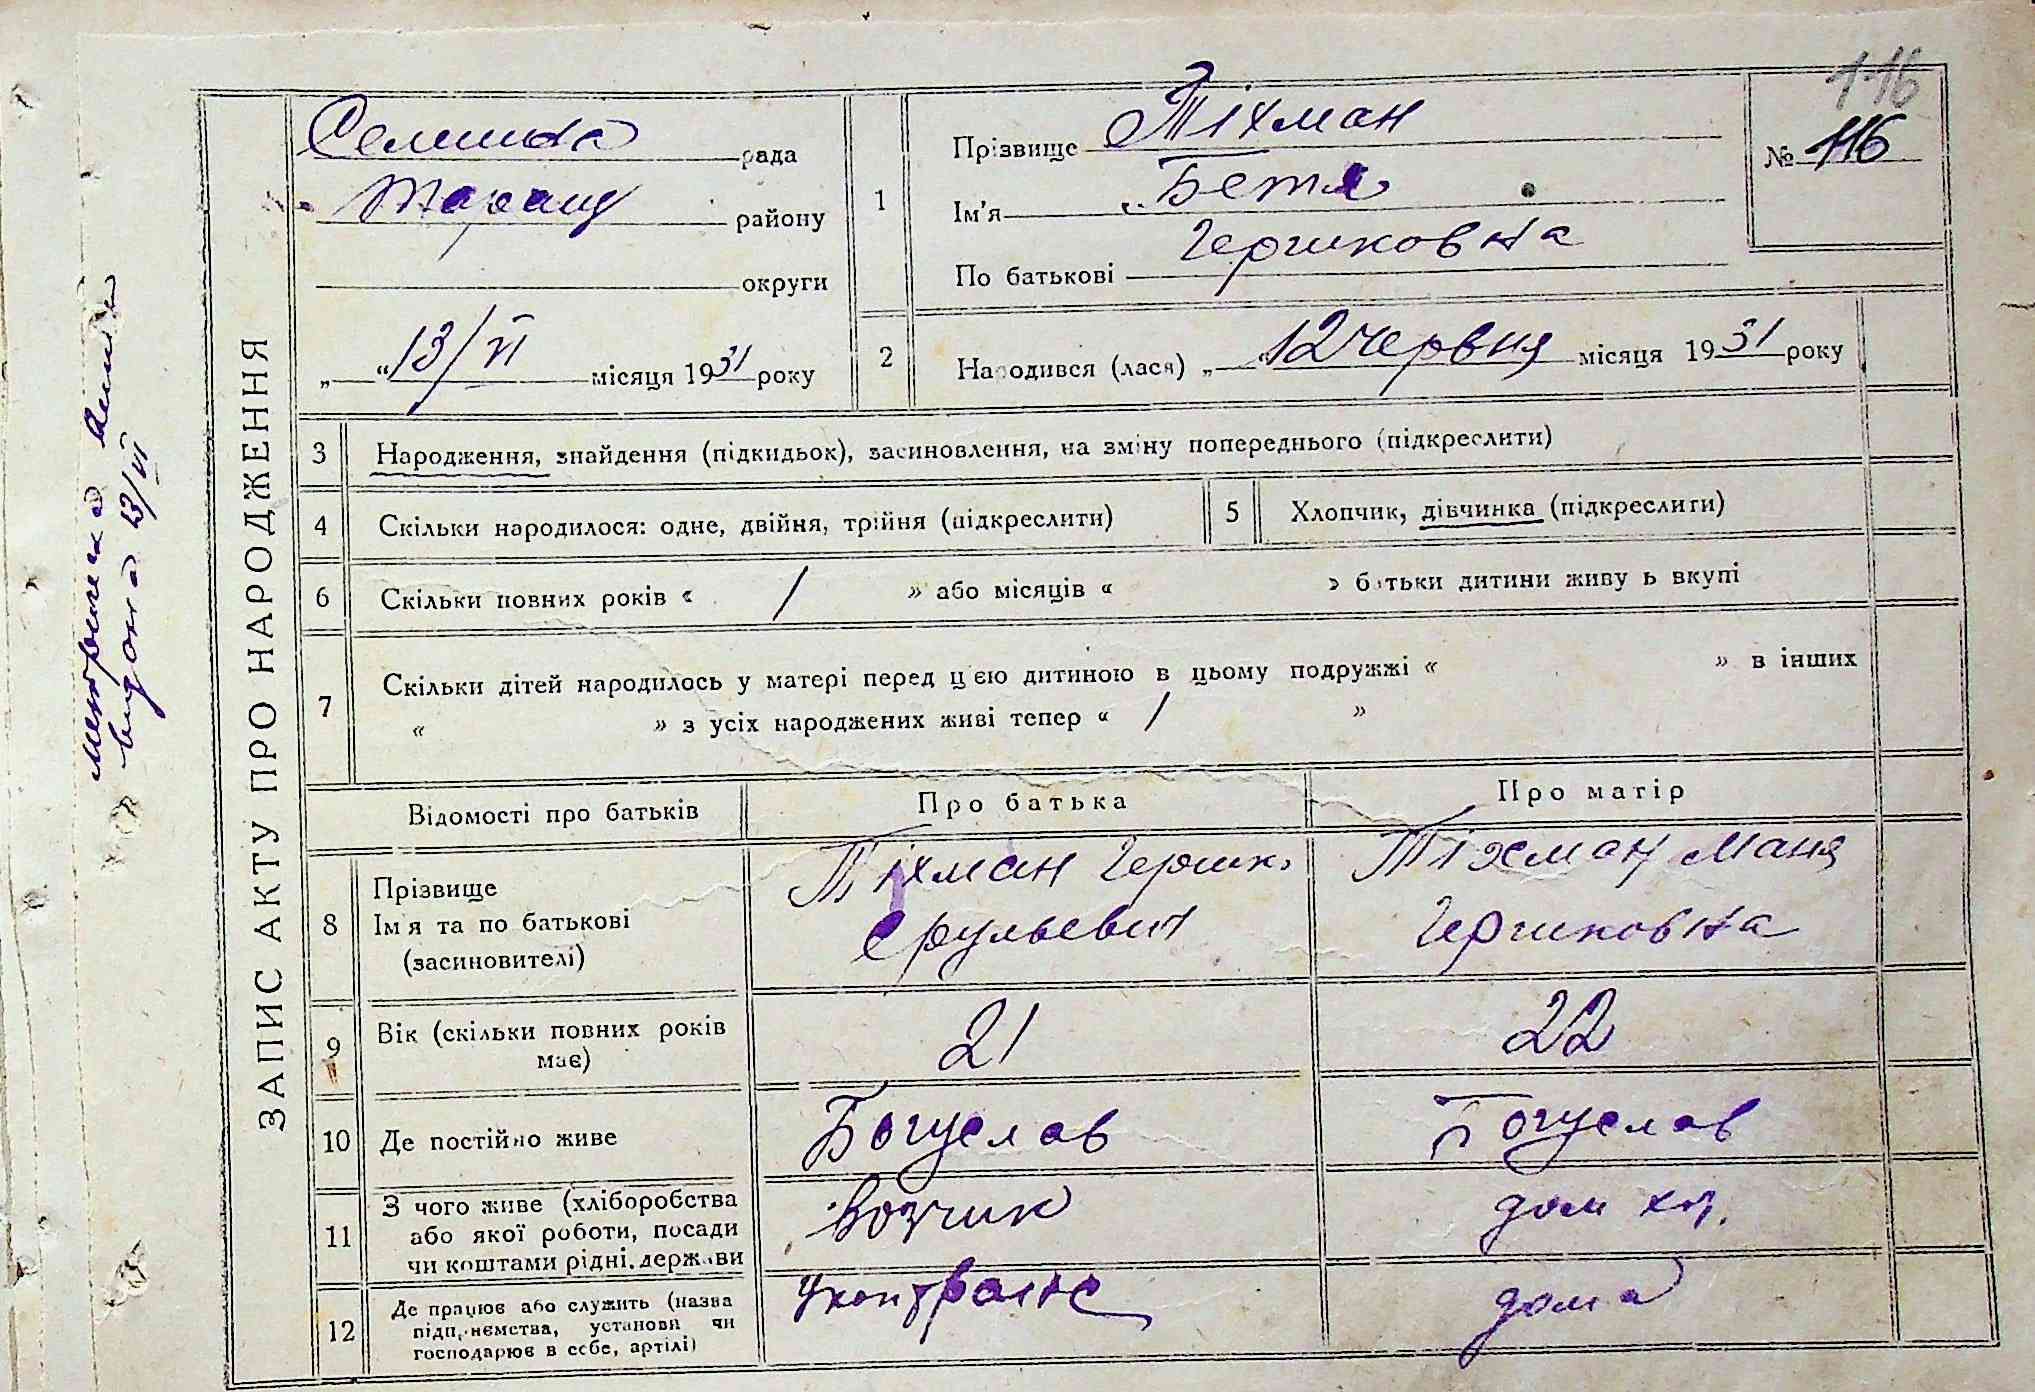 116
ЗАПИС АКТУ ПРО НАРОДЖЕННЯ
Селищна рада
Таращ району
округи
„ “ 13/VI місяця 1931 року
1
Прізвище Тіхман
Ім'я Бетя
По батькові Гершковна
№ 116
2
Народився (лася) „ “ 12 червня місяця 1931 року
3 Народження, знайдення (підкидьок), засиновлення, на зміну попереднього (підкреслити)
4 Скільки народилося: одне, двійня, трійня (підкреслити)
5 Хлопчик, дівчинка (підкреслити)
6 Скільки повних років « / » або місяців « » батьки дитини живуть вкупі
7 Скільки дітей народилось у матері перед цією дитиною в цьому подружжі « » в інших
« » з усіх народжених живі тепер « / »
Відомості про батьків Про батька Про матір
8 Прізвище
Ім'я та по батькові
(засиновителі)
Тіхман Гершк.
Срульевич
Тіхман Маня
Гершковна
9 Вік (скільки повних років
має)
21
22
10 Де постійно живе Богуслав Богуслав
11 З чого живе (хліборобства
або якої роботи, посади
чи коштами рідні, держави
Возчик
дом хоз.
12 Де працює або служить (назва
підприємства, установи чи
господарює в себе, артілі)
дома
метрика
видана 13/VI